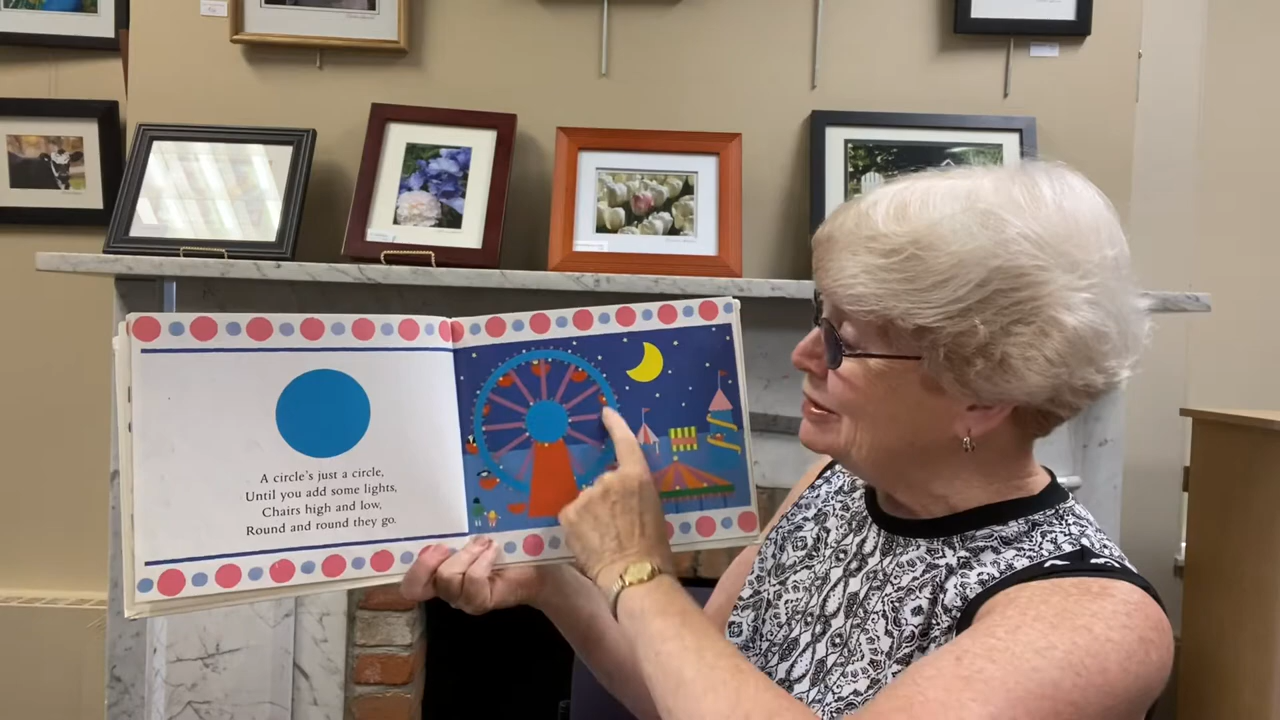 A circle's just a circle,
Until you add some lights,
Chairs high and low,
Round and round they go.